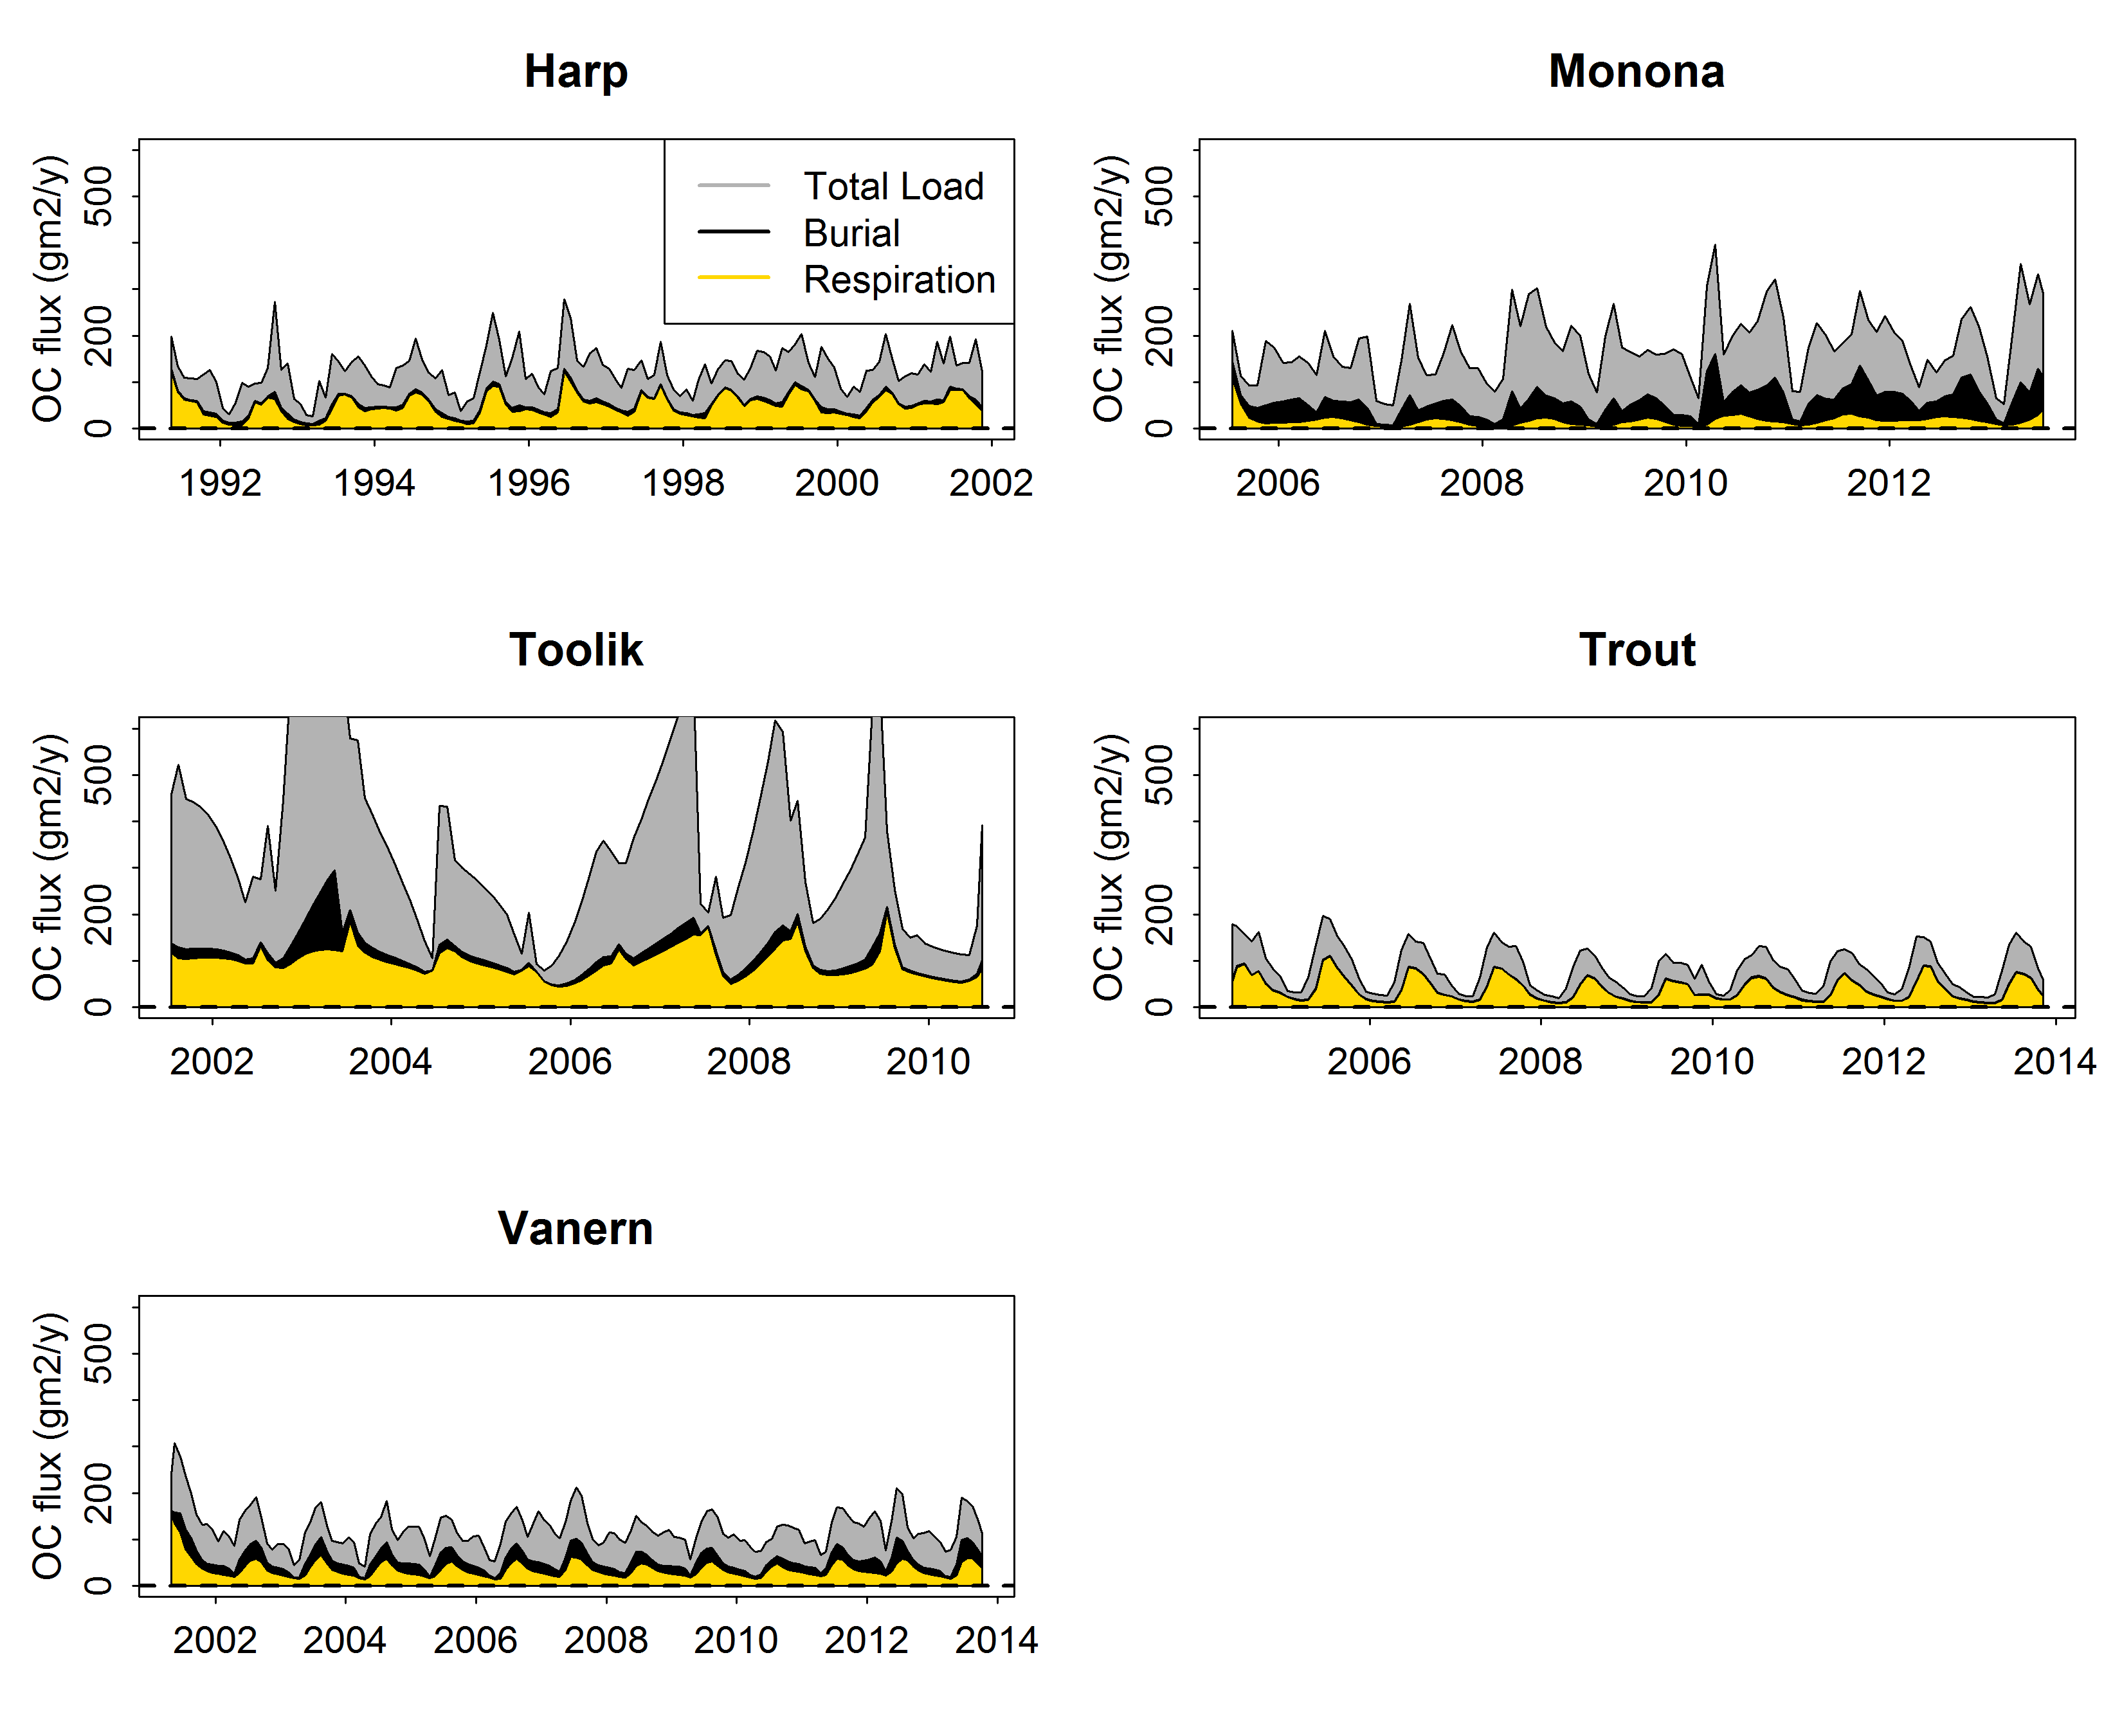 Harp
OC flux (gm2/y)
0 200 500
Total Load
Burial
Respiration
1992 1994 1996 1998 2000 2002
Monona
OC flux (gm2/y)
0 200 500
2006 2008 2010 2012
Toolik
OC flux (gm2/y)
0 200 500
2002 2004 2006 2008 2010
Trout
OC flux (gm2/y)
0 200 500
2006 2008 2010 2012 2014
Vanern
OC flux (gm2/y)
0 200 500
2002 2004 2006 2008 2010 2012 2014